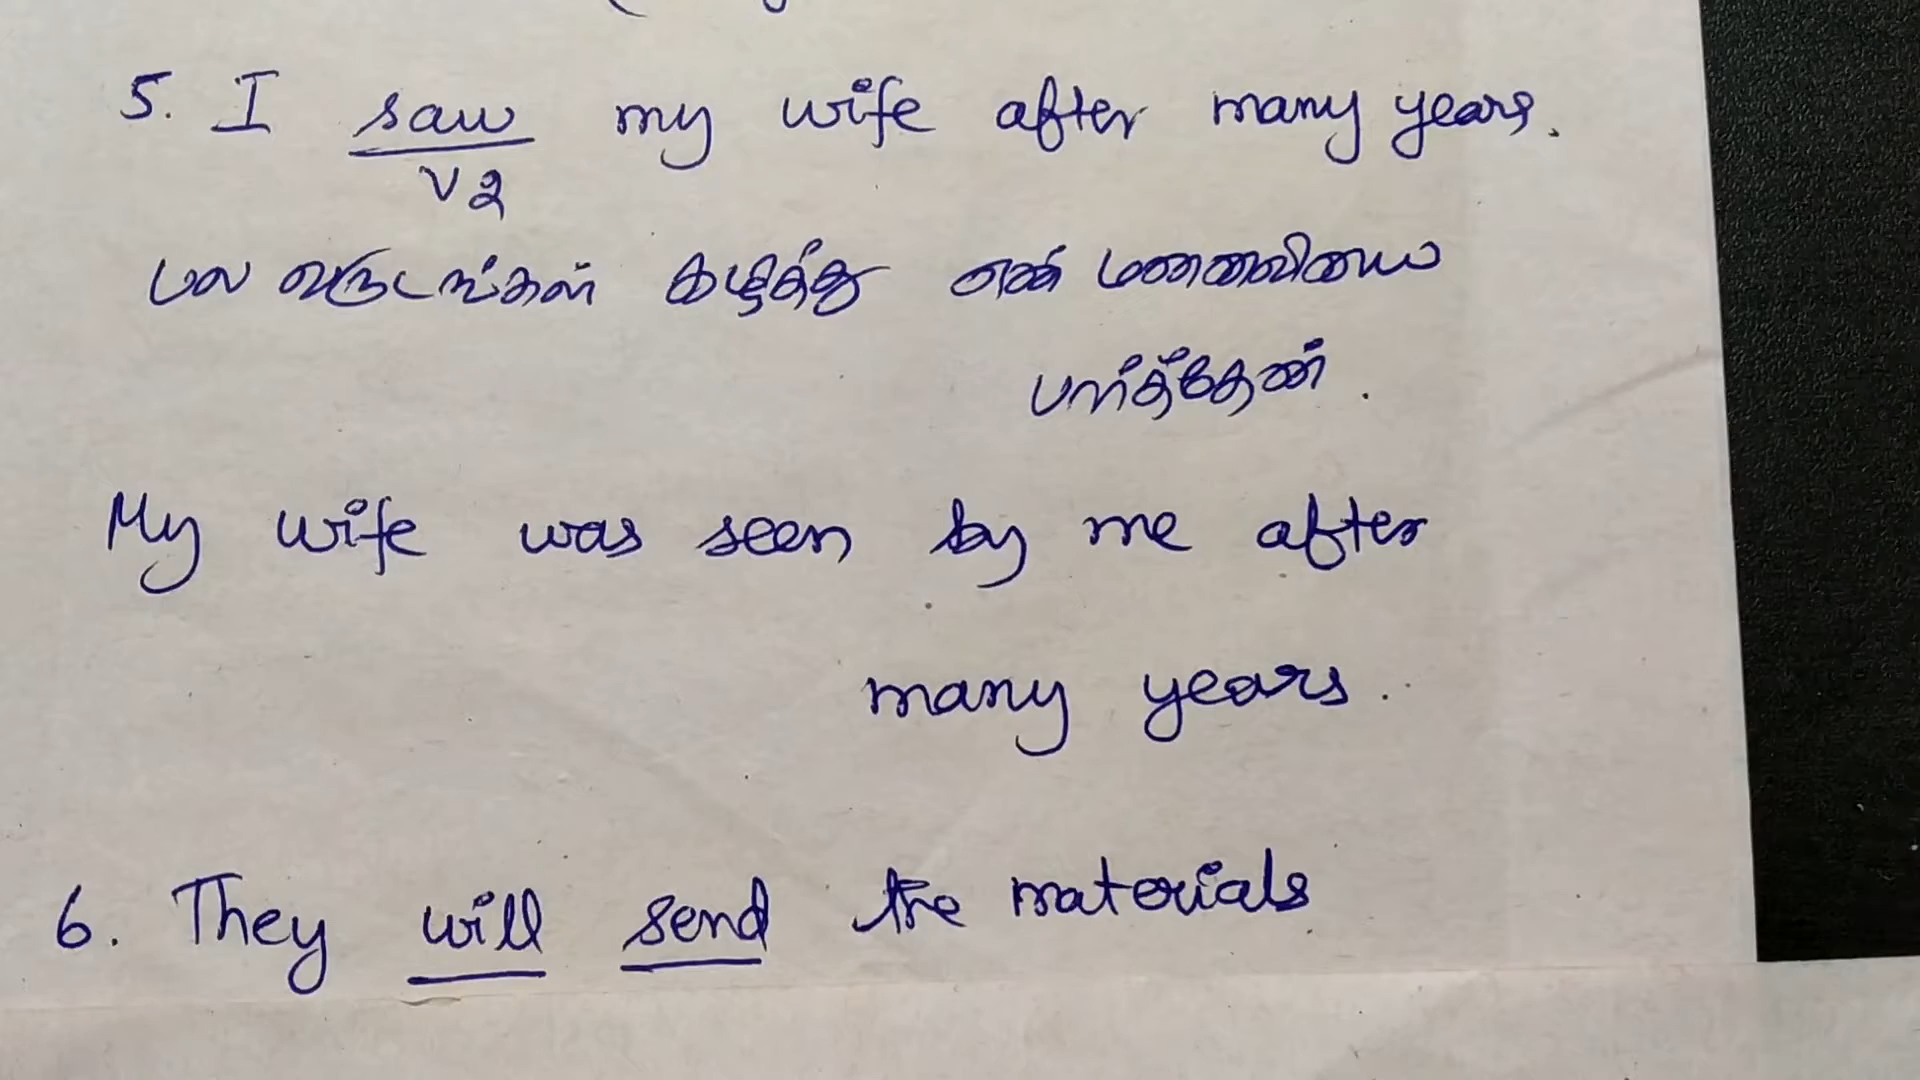 5. I saw my wife after many years.
V2
பல வருடங்கள் கழித்து என் மனைவியை
பார்த்தேன்.
My wife was seen by me after
many years.
6. They will send the materials